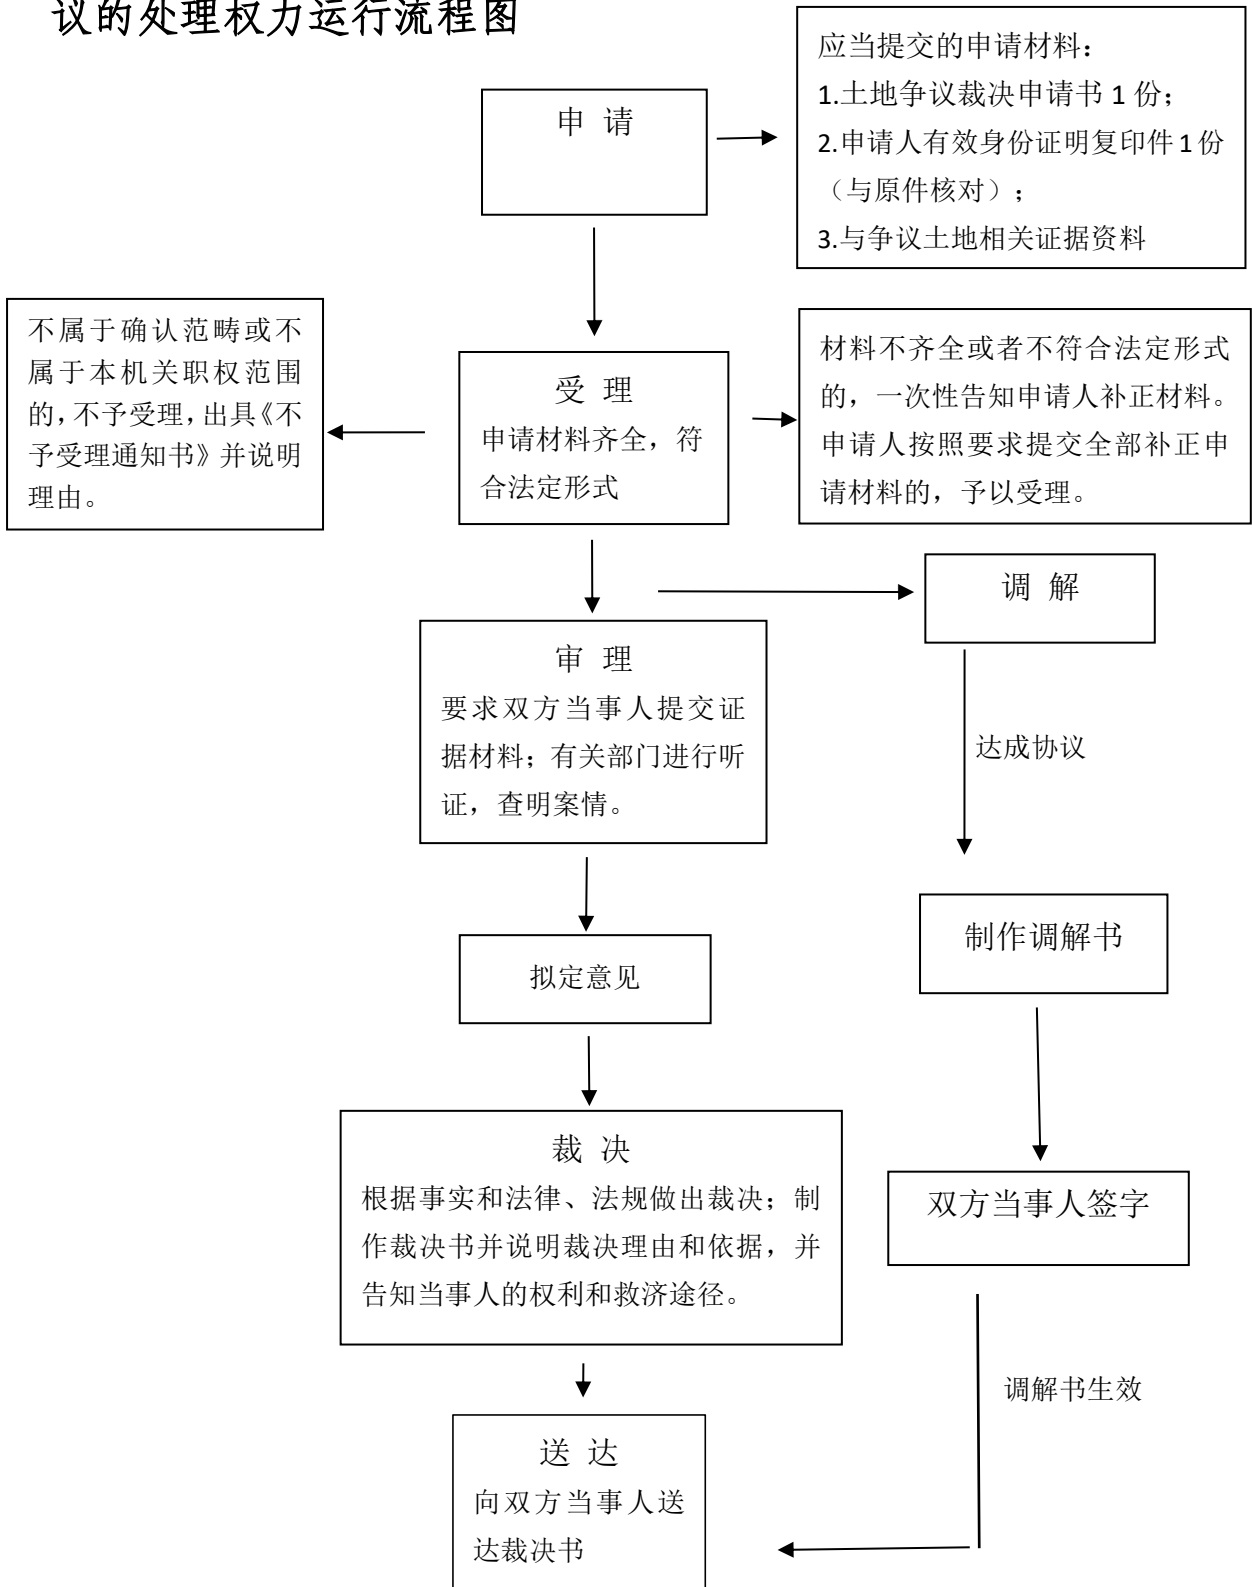 议的处理权力运行流程图
应当提交的申请材料：
1.土地争议裁决申请书 1 份；
2.申请人有效身份证明复印件 1 份
（与原件核对）；
3.与争议土地相关证据资料
申 请
不属于确认范畴或不
属于本机关职权范围
的，不予受理，出具《不
予受理通知书》并说明
理由。
受 理
申请材料齐全，符
合法定形式
材料不齐全或者不符合法定形式
的，一次性告知申请人补正材料。
申请人按照要求提交全部补正申
请材料的，予以受理。
调 解
审 理
要求双方当事人提交证
据材料；有关部门进行听
证，查明案情。
达成协议
制作调解书
拟定意见
裁 决
根据事实和法律、法规做出裁决；制
作裁决书并说明裁决理由和依据，并
告知当事人的权利和救济途径。
双方当事人签字
调解书生效
送 达
向双方当事人送
达裁决书